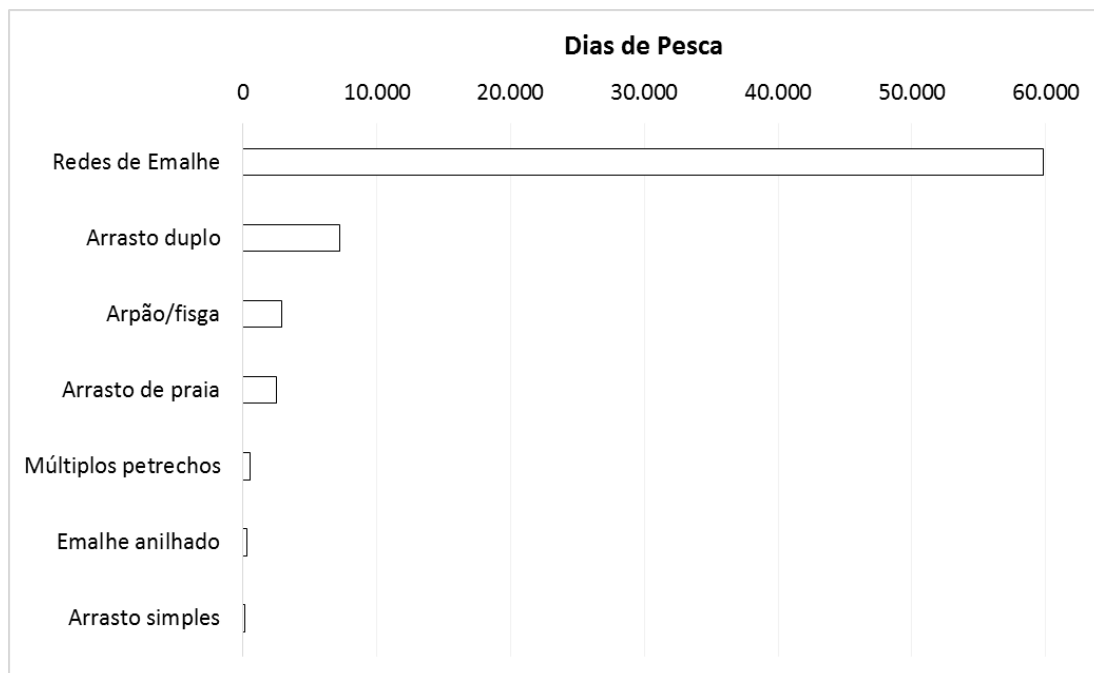 Dias de Pesca
0 10.000 20.000 30.000 40.000 50.000 60.000
Redes de Emalhe
Arrasto duplo
Arpão/fisga
Arrasto de praia
Múltiplos petrechos
Emalhe anilhado
Arrasto simples